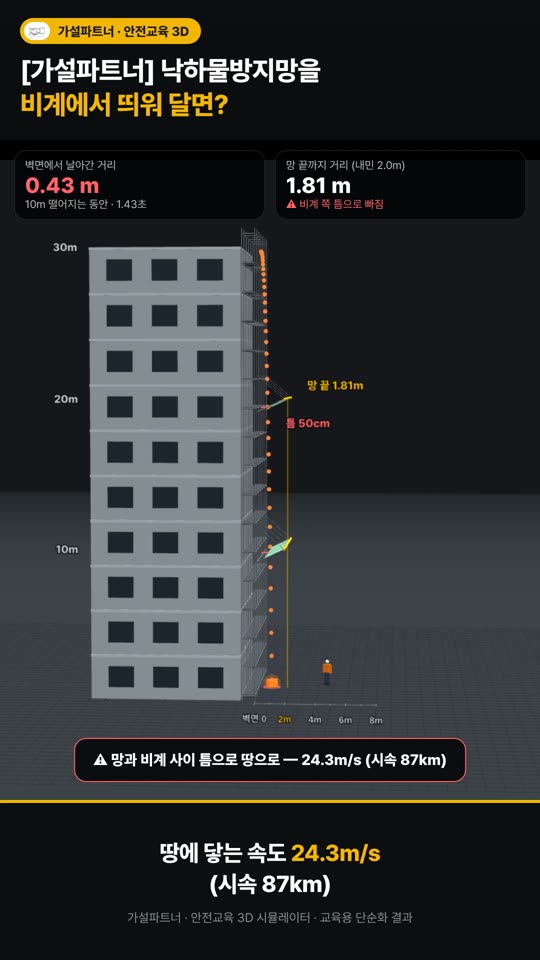 가설파트너 · 안전교육 3D
[가설파트너] 낙하물방지망을
비계에서 띄워 달면?
벽면에서 날아간 거리
0.43 m
10m 떨어지는 동안 · 1.43초
망 끝까지 거리 (내민 2.0m)
1.81 m
⚠ 비계 쪽 틈으로 빠짐
30m
망 끝 1.81m
20m
틈 50cm
10m
벽면 0 2m 4m 6m 8m
⚠ 망과 비계 사이 틈으로 땅으로 — 24.3m/s (시속 87km)
땅에 닿는 속도 24.3m/s
(시속 87km)
가설파트너 · 안전교육 3D 시뮬레이터 · 교육용 단순화 결과